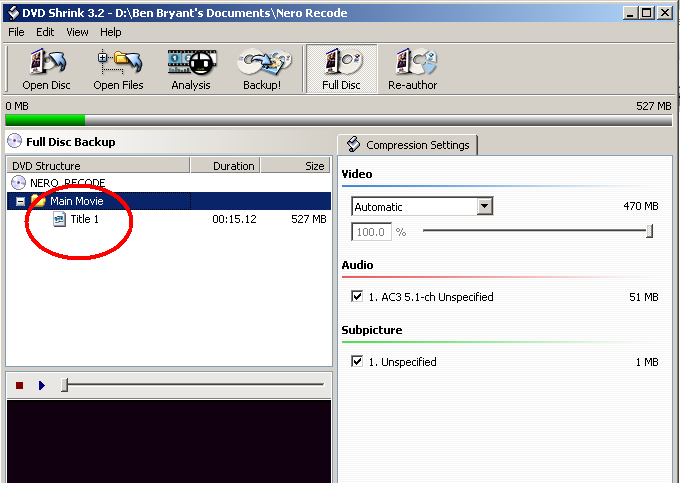 DVD Shrink 3.2 - D:\Ben Bryant's Documents\Nero Recode
File Edit View Help
Open Disc Open Files Analysis Backup! Full Disc Re-author
0 MB 527 MB
Full Disc Backup
DVD Structure Duration Size
NERO_RECODE
Main Movie
Title 1 00:15.12 527 MB
Compression Settings
Video
Automatic 470 MB
100.0 %
Audio
1. AC3 5.1-ch Unspecified 51 MB
Subpicture
1. Unspecified 1 MB